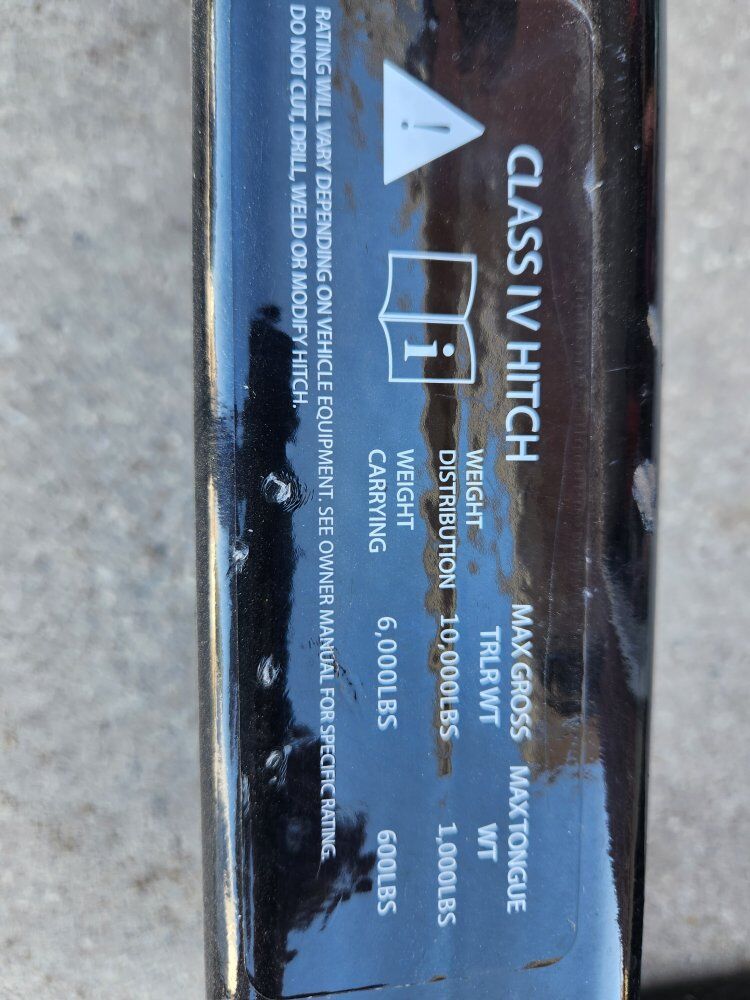 CLASS IV HITCH
MAX GROSS MAX TONGUE
TRLR WT WT
WEIGHT
DISTRIBUTION 10,000LBS 1,000LBS
WEIGHT
CARRYING 6,000LBS 600LBS
RATING WILL VARY DEPENDING ON VEHICLE EQUIPMENT. SEE OWNER MANUAL FOR SPECIFIC RATING.
DO NOT CUT, DRILL, WELD OR MODIFY HITCH.